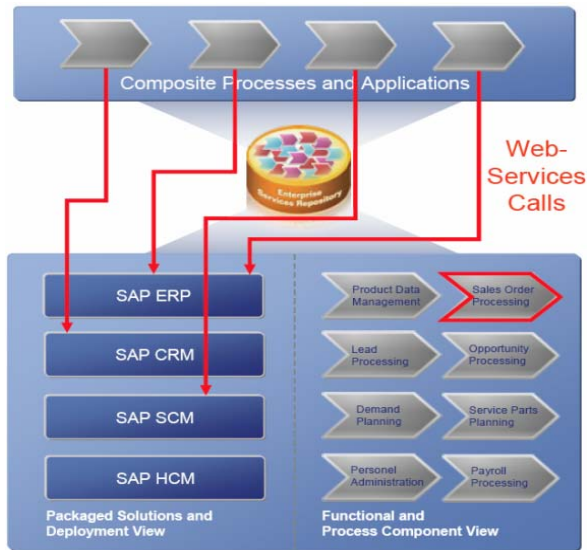 Composite Processes and Applications
Enterprise
Services Repository
Web-
Services
Calls
SAP ERP
SAP CRM
SAP SCM
SAP HCM
Packaged Solutions and
Deployment View
Product Data
Management
Sales Order
Processing
Lead
Processing
Opportunity
Processing
Demand
Planning
Service Parts
Planning
Personel
Administration
Payroll
Processing
Functional and
Process Component View